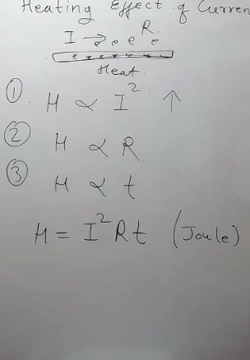 Heating Effect of Curren
I → e e e R
Heat
① H ∝ I² ↑
② H ∝ R
③ H ∝ t
H = I²Rt (Joule)